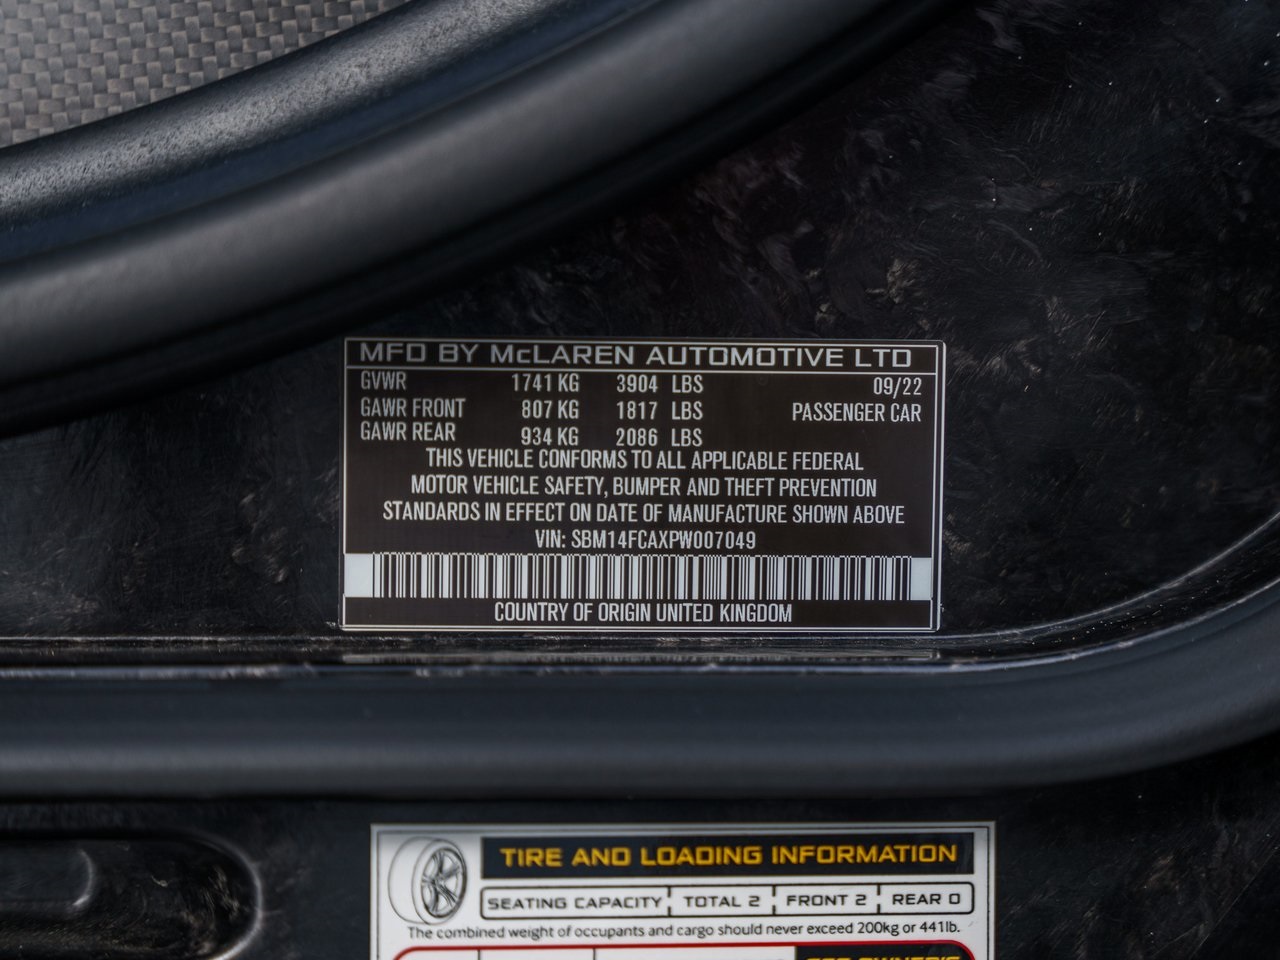 MFD BY McLAREN AUTOMOTIVE LTD
GVWR 1741 KG 3904 LBS 09/22
GAWR FRONT 807 KG 1817 LBS PASSENGER CAR
GAWR REAR 934 KG 2086 LBS
THIS VEHICLE CONFORMS TO ALL APPLICABLE FEDERAL
MOTOR VEHICLE SAFETY, BUMPER AND THEFT PREVENTION
STANDARDS IN EFFECT ON DATE OF MANUFACTURE SHOWN ABOVE
VIN: SBM14FCAXPW007049
COUNTRY OF ORIGIN UNITED KINGDOM
TIRE AND LOADING INFORMATION
SEATING CAPACITY TOTAL 2 FRONT 2 REAR 0
The combined weight of occupants and cargo should never exceed 200kg or 441lb.
SEE OWNER'S